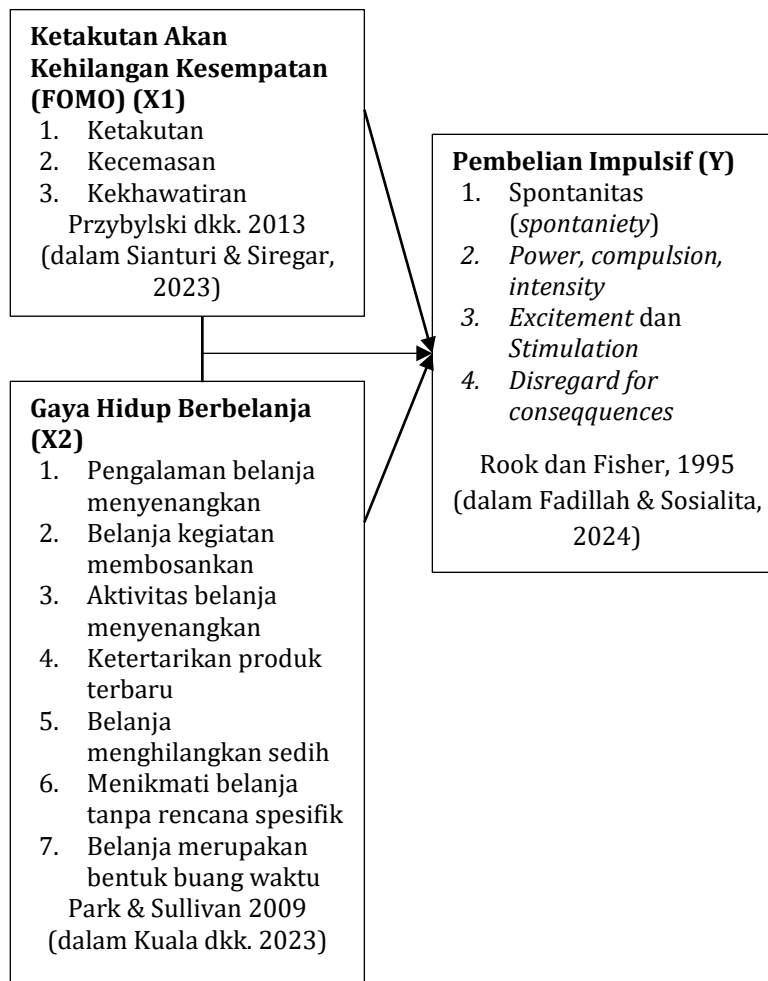 Ketakutan Akan
Kehilangan Kesempatan
(FOMO) (X1)
1. Ketakutan
2. Kecemasan
3. Kekhawatiran
Przybylski dkk. 2013
(dalam Sianturi & Siregar,
2023)
Gaya Hidup Berbelanja
(X2)
1. Pengalaman belanja
menyenangkan
2. Belanja kegiatan
membosankan
3. Aktivitas belanja
menyenangkan
4. Ketertarikan produk
terbaru
5. Belanja
menghilangkan sedih
6. Menikmati belanja
tanpa rencana spesifik
7. Belanja merupakan
bentuk buang waktu
Park & Sullivan 2009
(dalam Kuala dkk. 2023)
Pembelian Impulsif (Y)
1. Spontanitas
(spontaniety)
2. Power, compulsion,
intensity
3. Excitement dan
Stimulation
4. Disregard for
conseqquences
Rook dan Fisher, 1995
(dalam Fadillah & Sosialita,
2024)